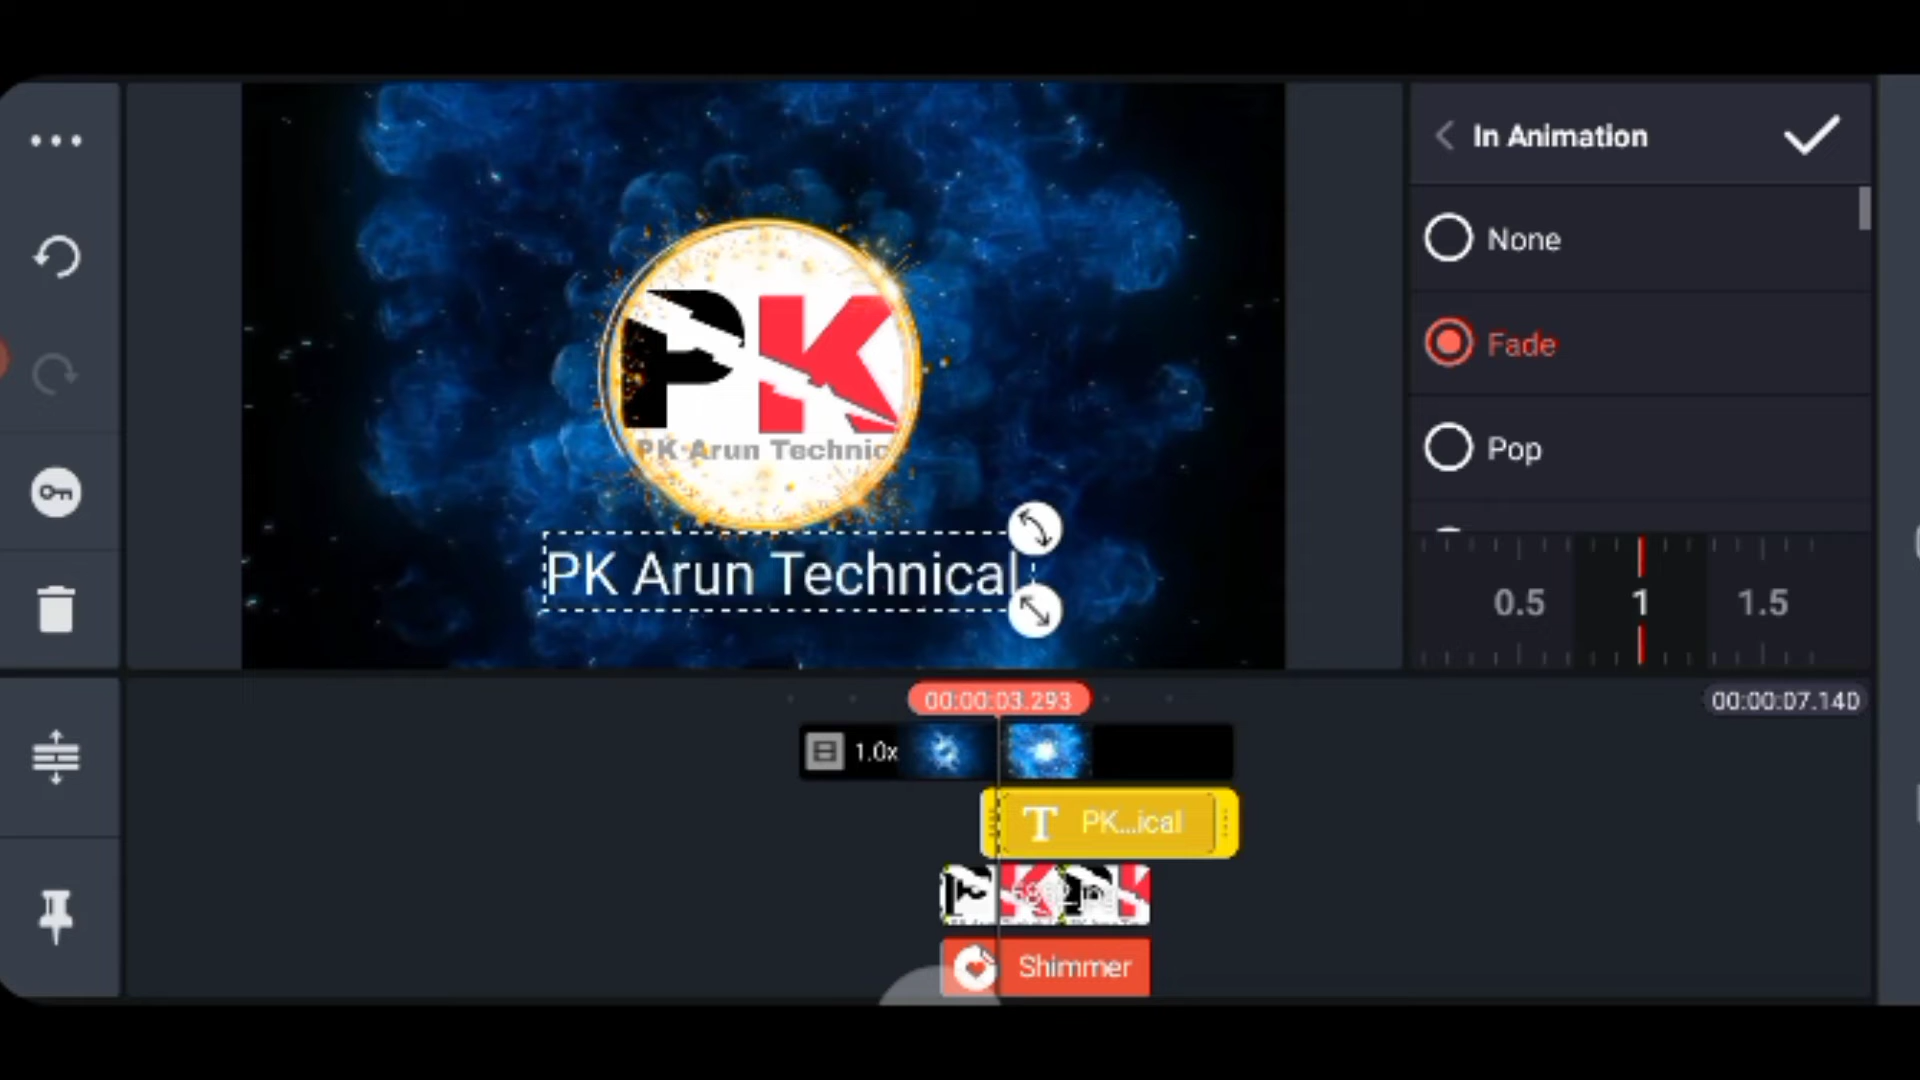 In Animation
None
Fade
Pop
0.5 1 1.5
PK
PK Arun Technic
PK Arun Technical
00:00:03.293
00:00:07.140
1.0x
T PK...ical
Shimmer